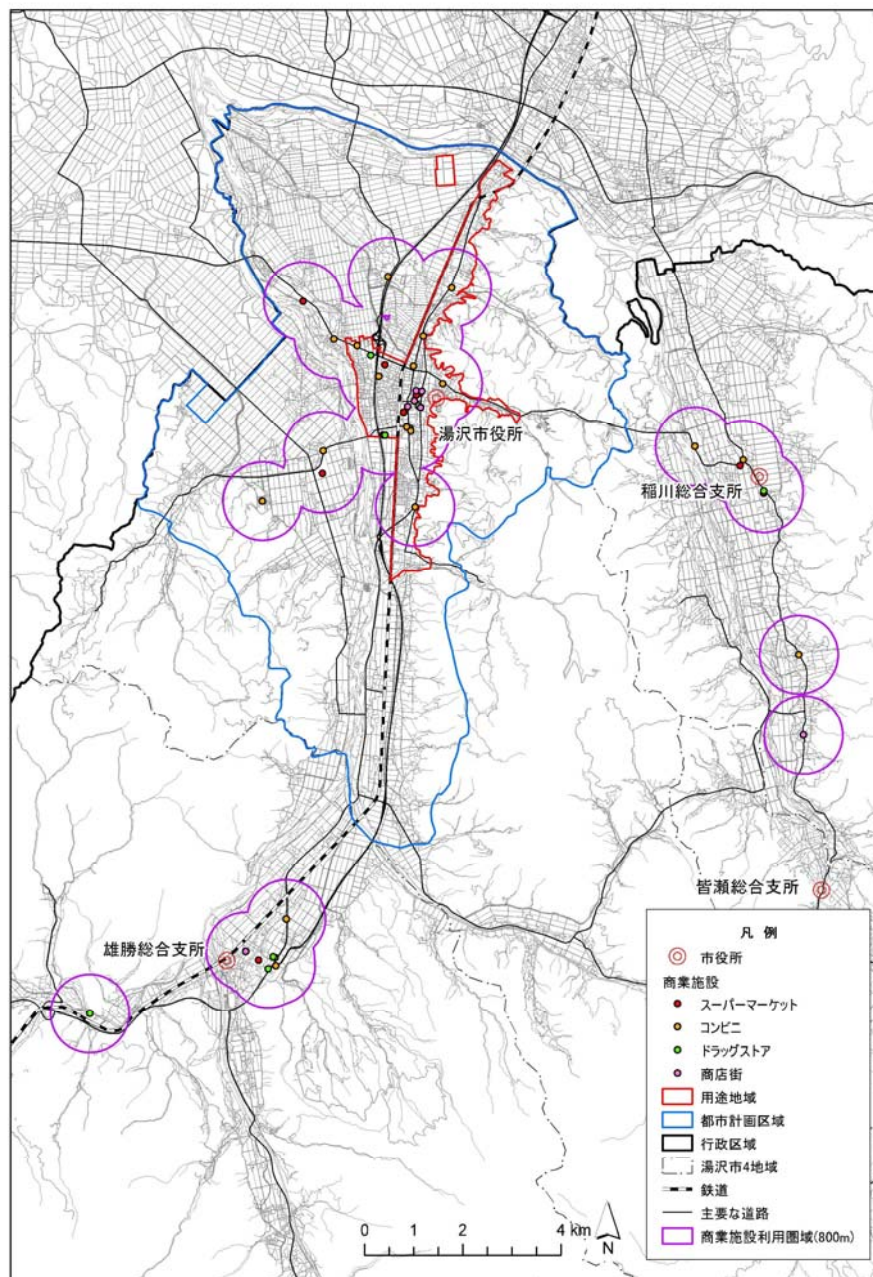 湯沢市役所
稲川総合支所
皆瀬総合支所
雄勝総合支所
凡 例
市役所
商業施設
スーパーマーケット
コンビニ
ドラッグストア
商店街
用途地域
都市計画区域
行政区域
湯沢市4地域
鉄道
主要な道路
商業施設利用圏域(800m)
0 1 2 4 km
N